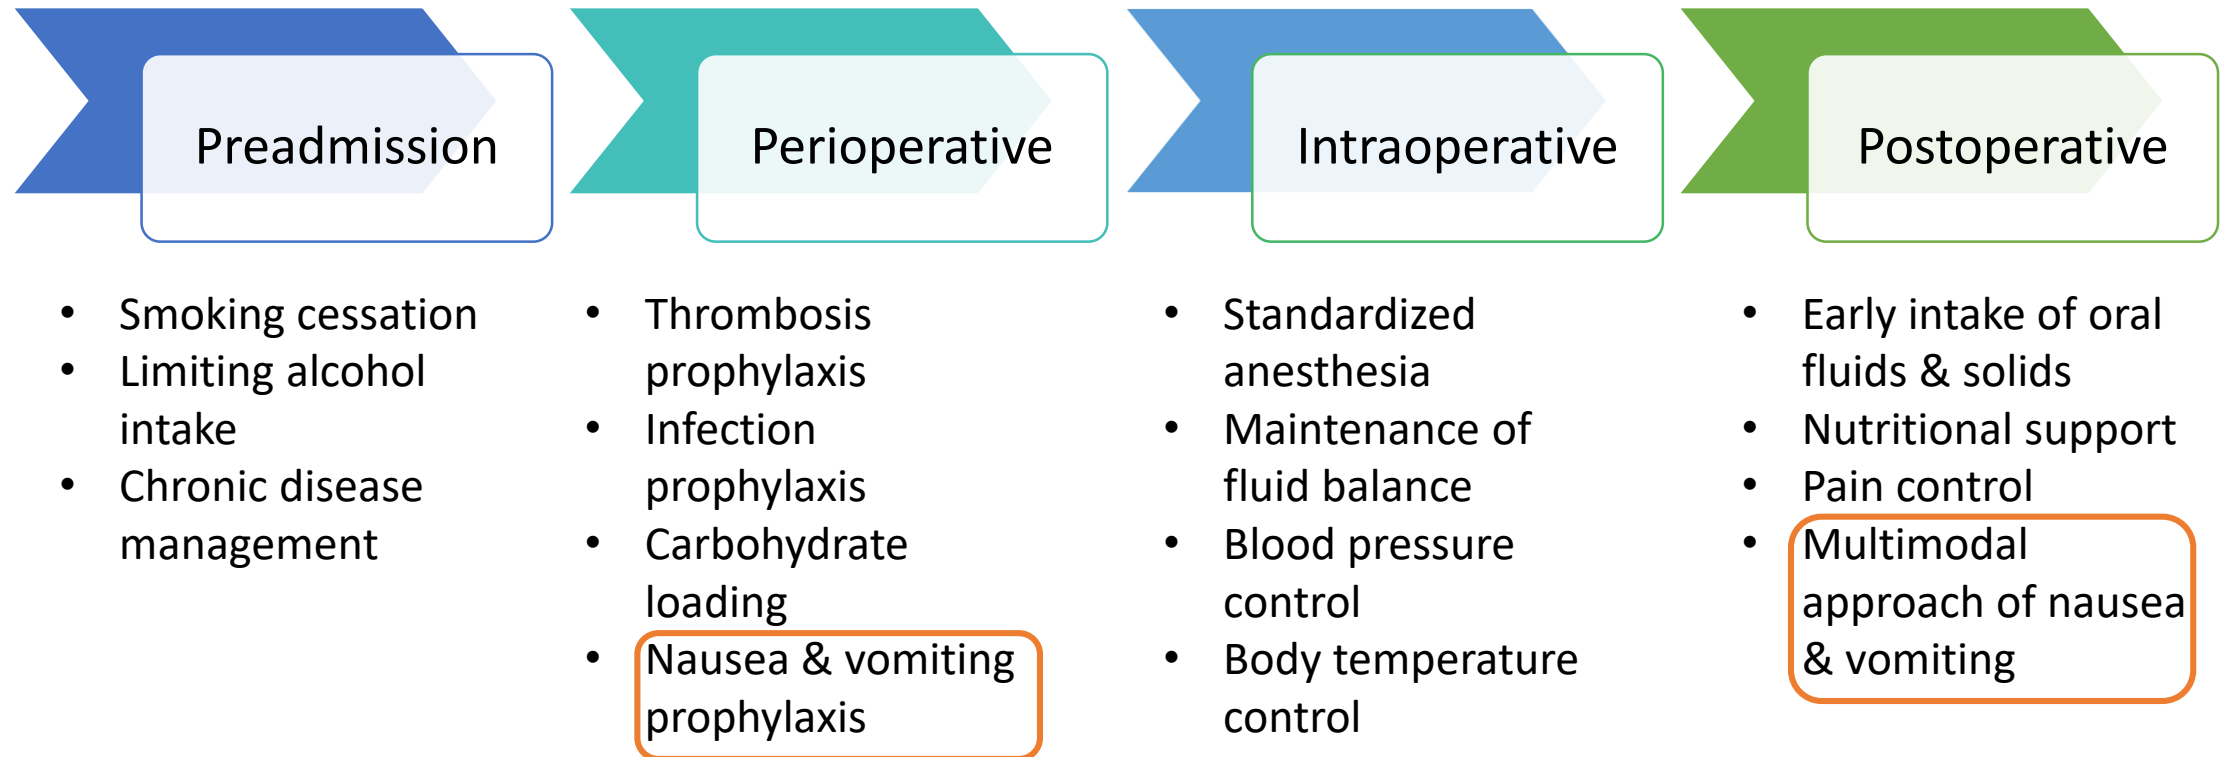 Preadmission
• Smoking cessation
• Limiting alcohol
intake
• Chronic disease
management
Perioperative
• Thrombosis
prophylaxis
• Infection
prophylaxis
• Carbohydrate
loading
• Nausea & vomiting
prophylaxis
Intraoperative
• Standardized
anesthesia
• Maintenance of
fluid balance
• Blood pressure
control
• Body temperature
control
Postoperative
• Early intake of oral
fluids & solids
• Nutritional support
• Pain control
• Multimodal
approach of nausea
& vomiting